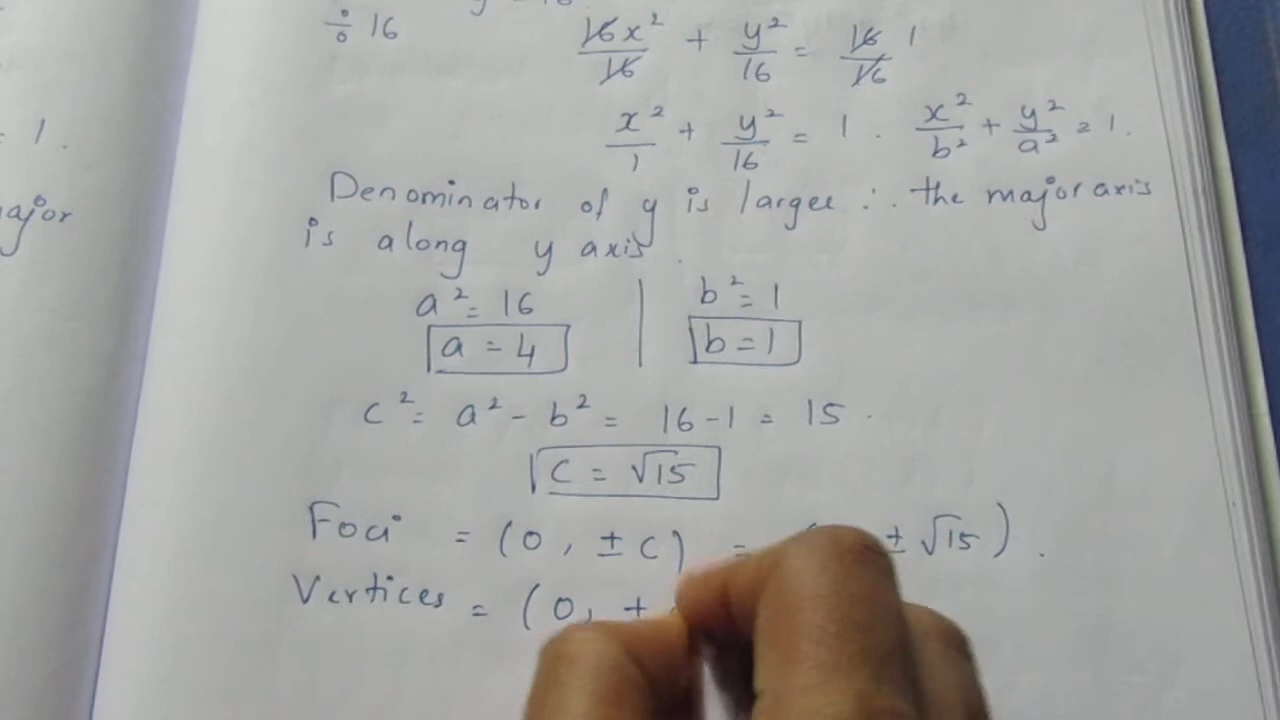 ÷ 16 16x²/16 + y²/16 = 16/16 1
= 1.
x²/1 + y²/16 = 1 . x²/b² + y²/a² = 1.
Denominator of y is larger ∴ the major axis
is along y axis.
a² = 16 | b² = 1
a = 4 | b = 1
c² = a² - b² = 16 - 1 = 15 .
c = √15
Foci = (0, ±c) = ( ± √15) .
Vertices = (0, +